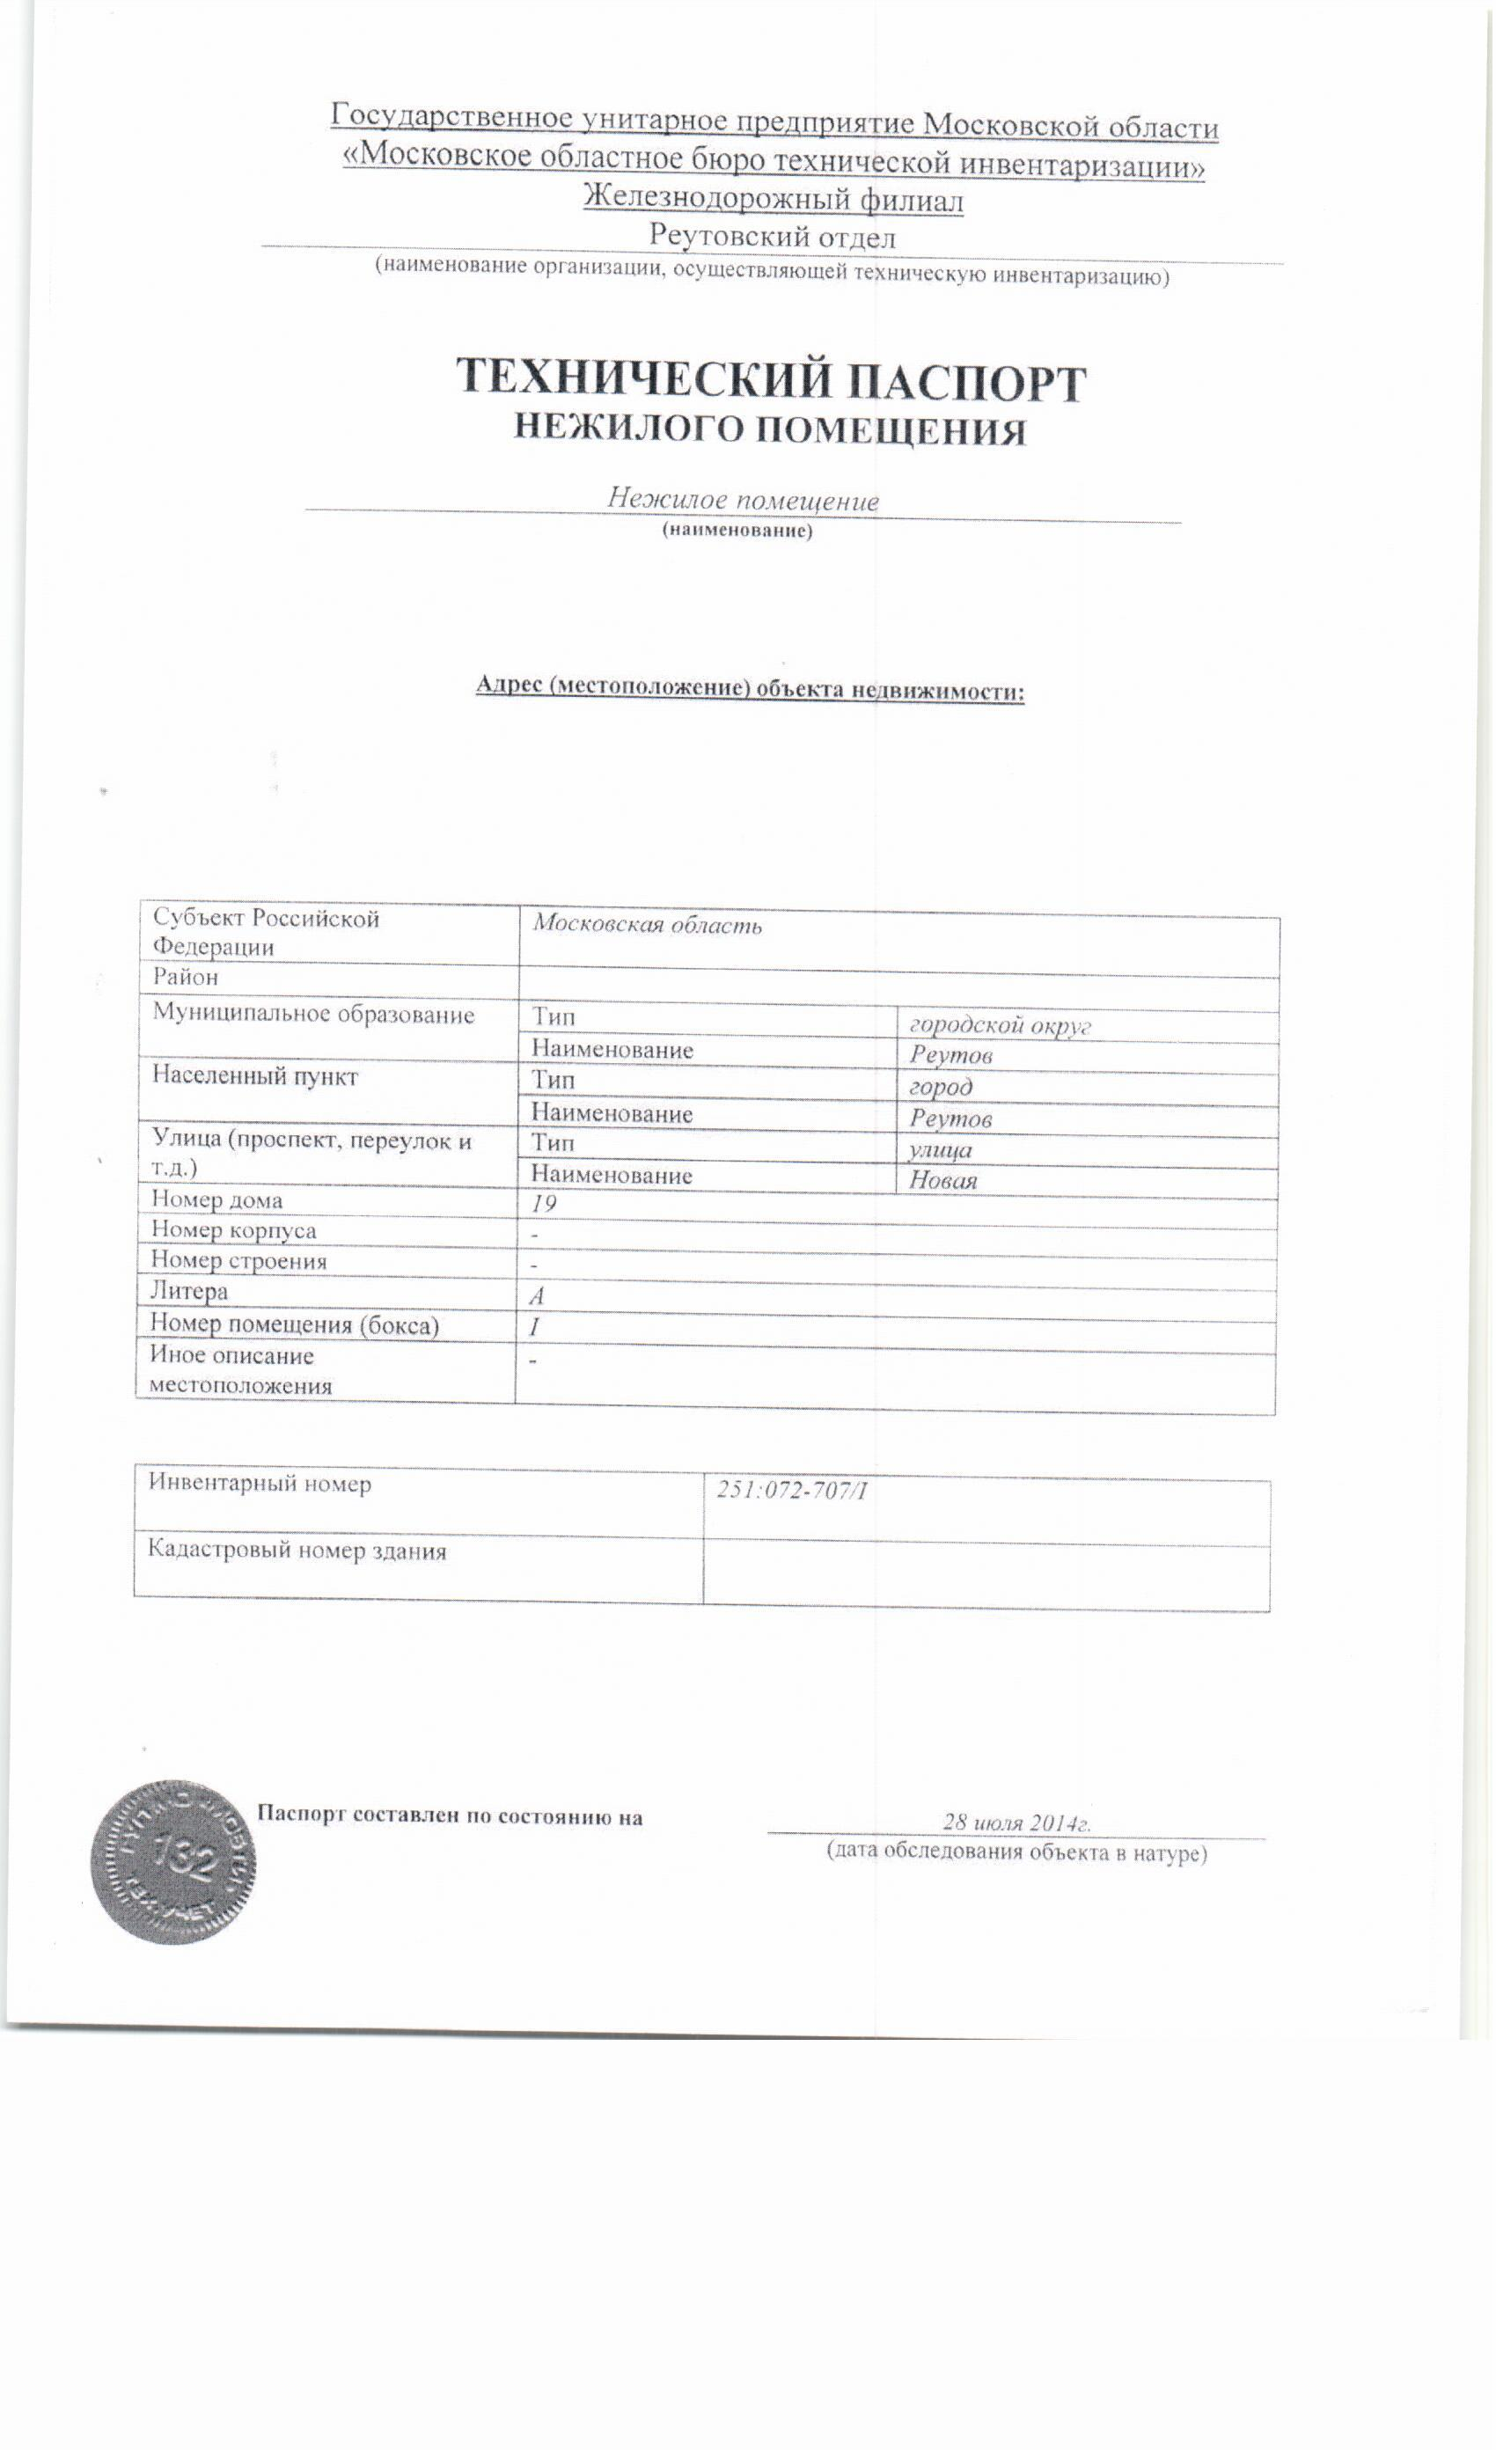 Государственное унитарное предприятие Московской области
«Московское областное бюро технической инвентаризации»
Железнодорожный филиал
Реутовский отдел
(наименование организации, осуществляющей техническую инвентаризацию)
ТЕХНИЧЕСКИЙ ПАСПОРТ
НЕЖИЛОГО ПОМЕЩЕНИЯ
Нежилое помещение
(наименование)
Адрес (местоположение) объекта недвижимости:
Субъект Российской Московская область
Федерации
Район
Муниципальное образование Тип городской округ
Наименование Реутов
Населенный пункт Тип город
Наименование Реутов
Улица (проспект, переулок и Тип улица
т.д.) Наименование Новая
Номер дома 19
Номер корпуса -
Номер строения -
Литера А
Номер помещения (бокса) I
Иное описание -
местоположения
Инвентарный номер 251:072-707/I
Кадастровый номер здания
Паспорт составлен по состоянию на 28 июля 2014г.
(дата обследования объекта в натуре)
132